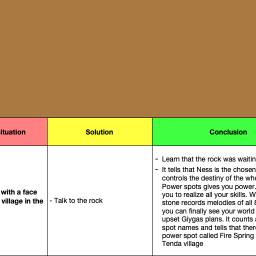 ituation
Solution
Conclusion
with a face
village in the
- Talk to the rock
- Learn that the rock was waitin
- It tells that Ness is the chosen
controls the destiny of the who
Power spots gives you power.
you to realize all your skills. W
stone records melodies of all 8
you can finally see your world
upset Giygas plans. It counts a
spot names and tells that ther
power spot called Fire Spring
Tenda village